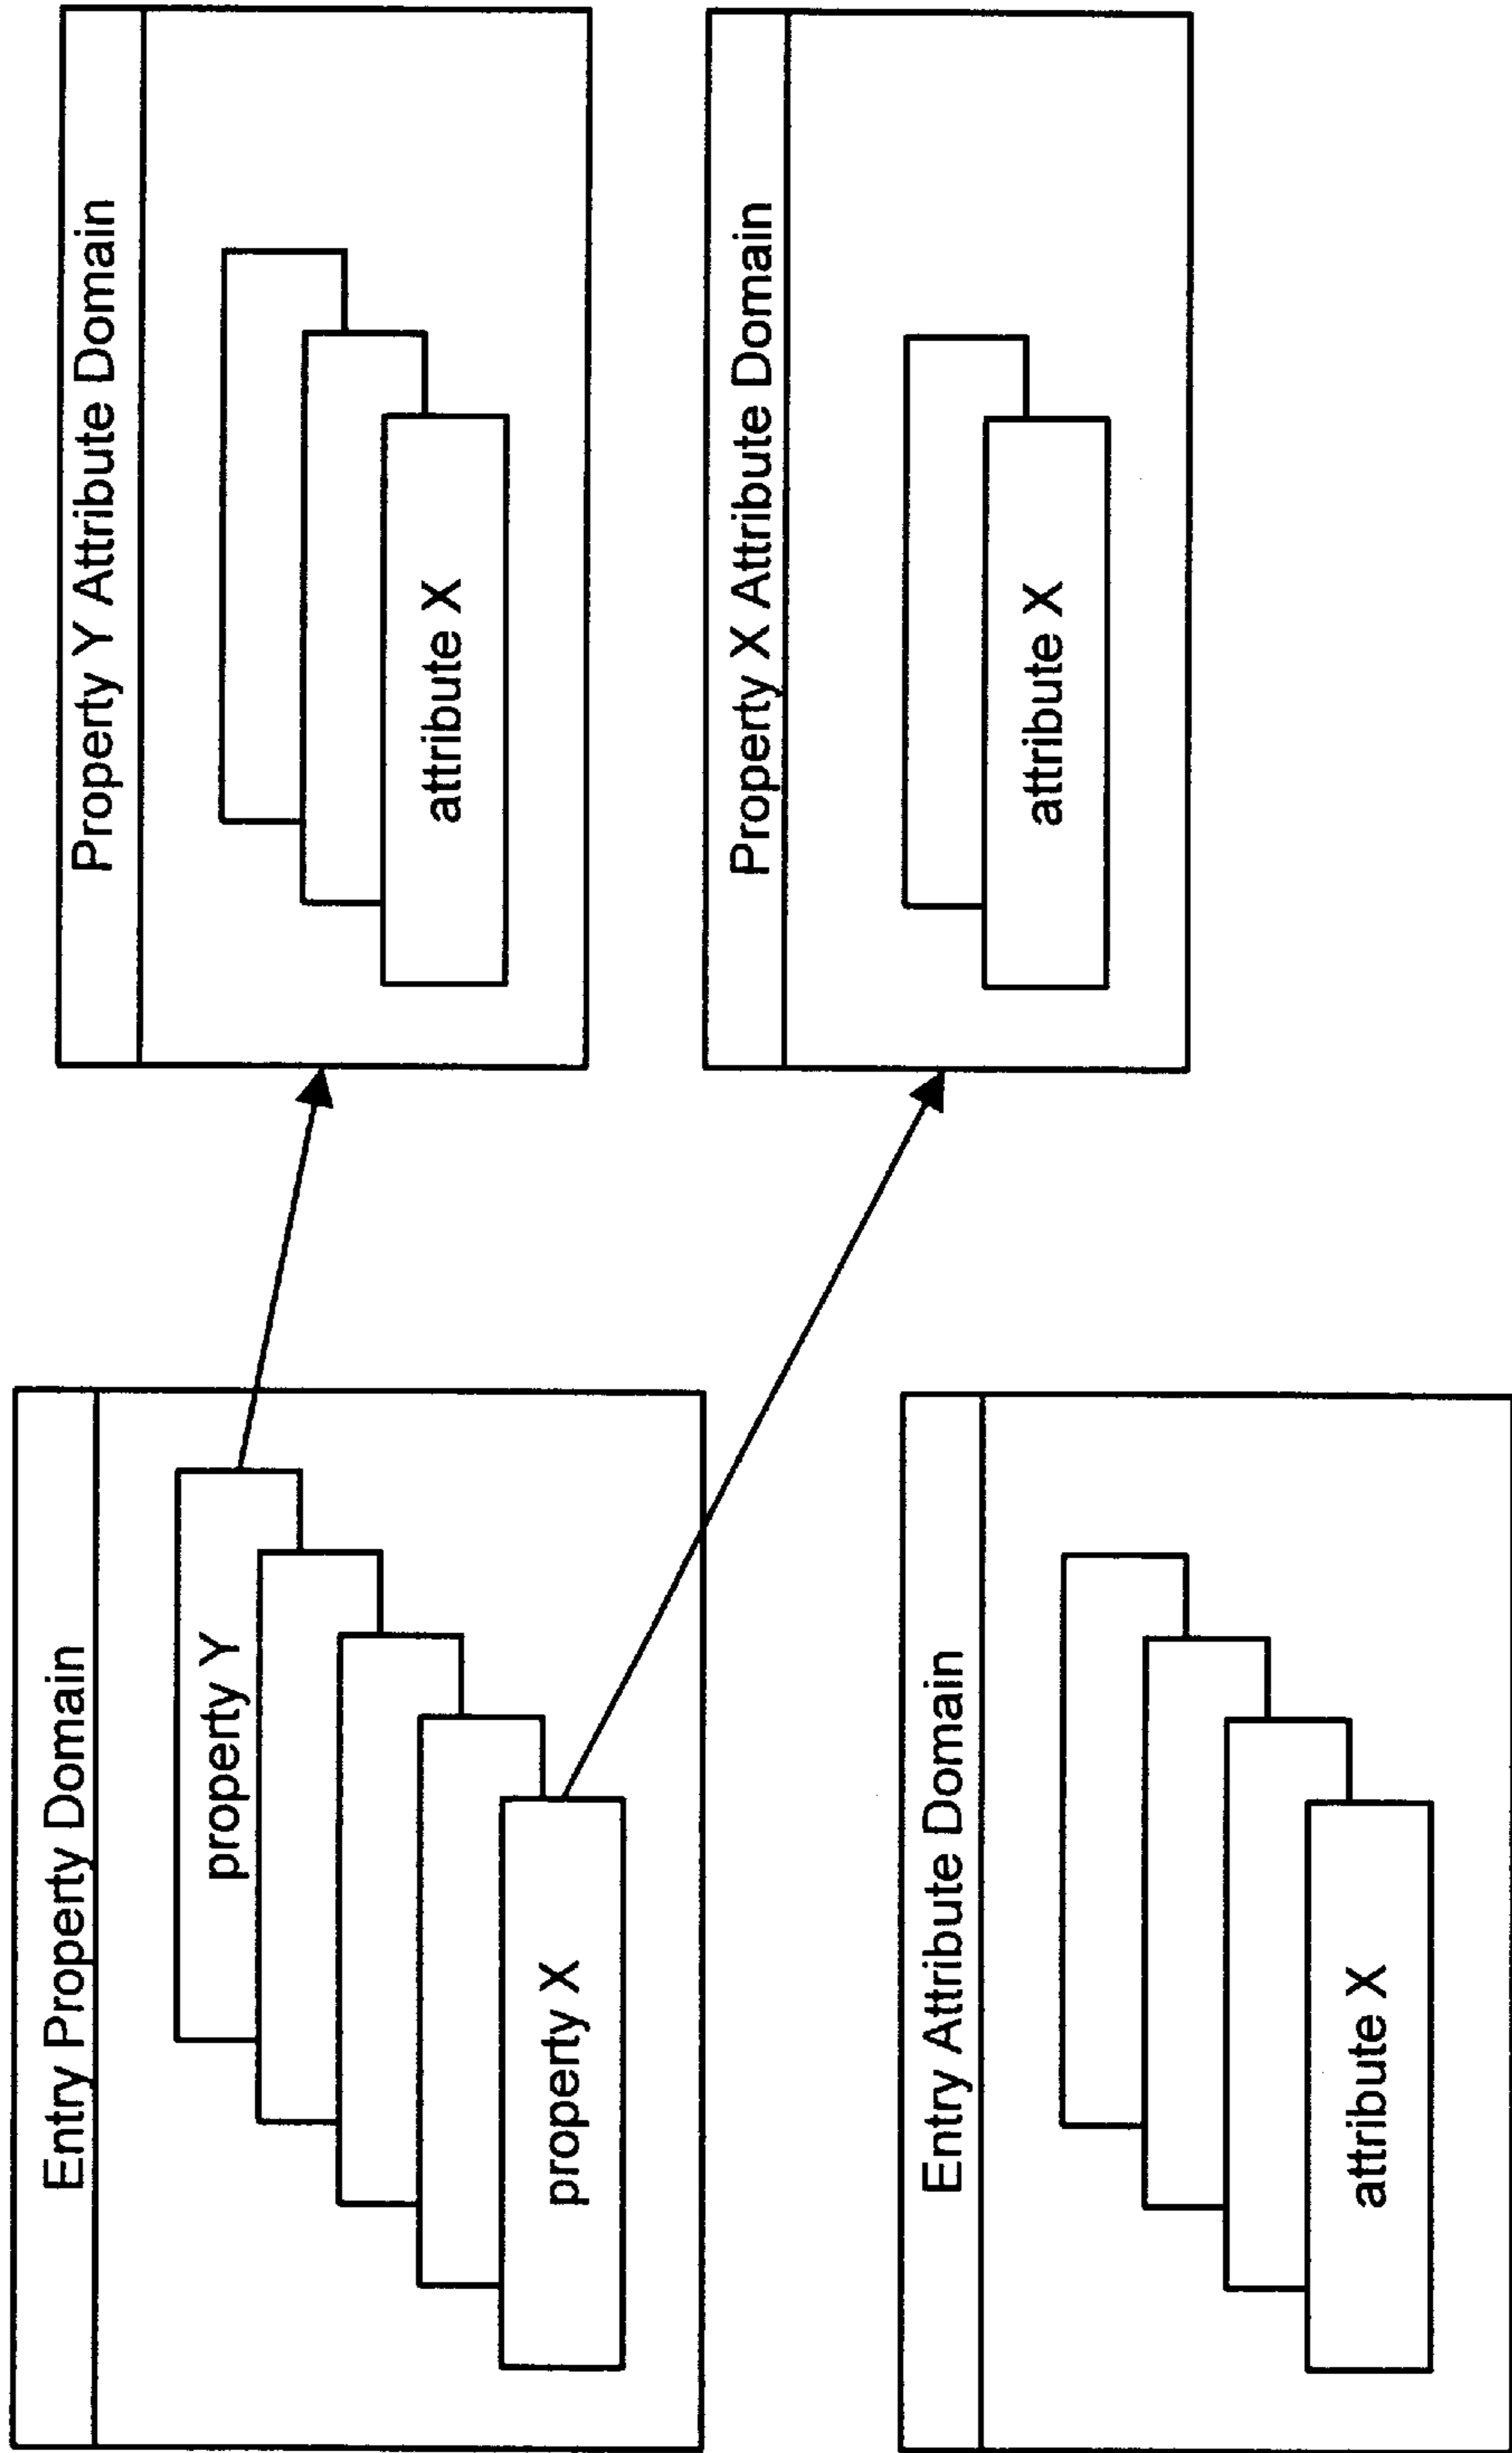 Entry Property Domain
property Y
property X
Entry Attribute Domain
attribute X
Property Y Attribute Domain
attribute X
Property X Attribute Domain
attribute X